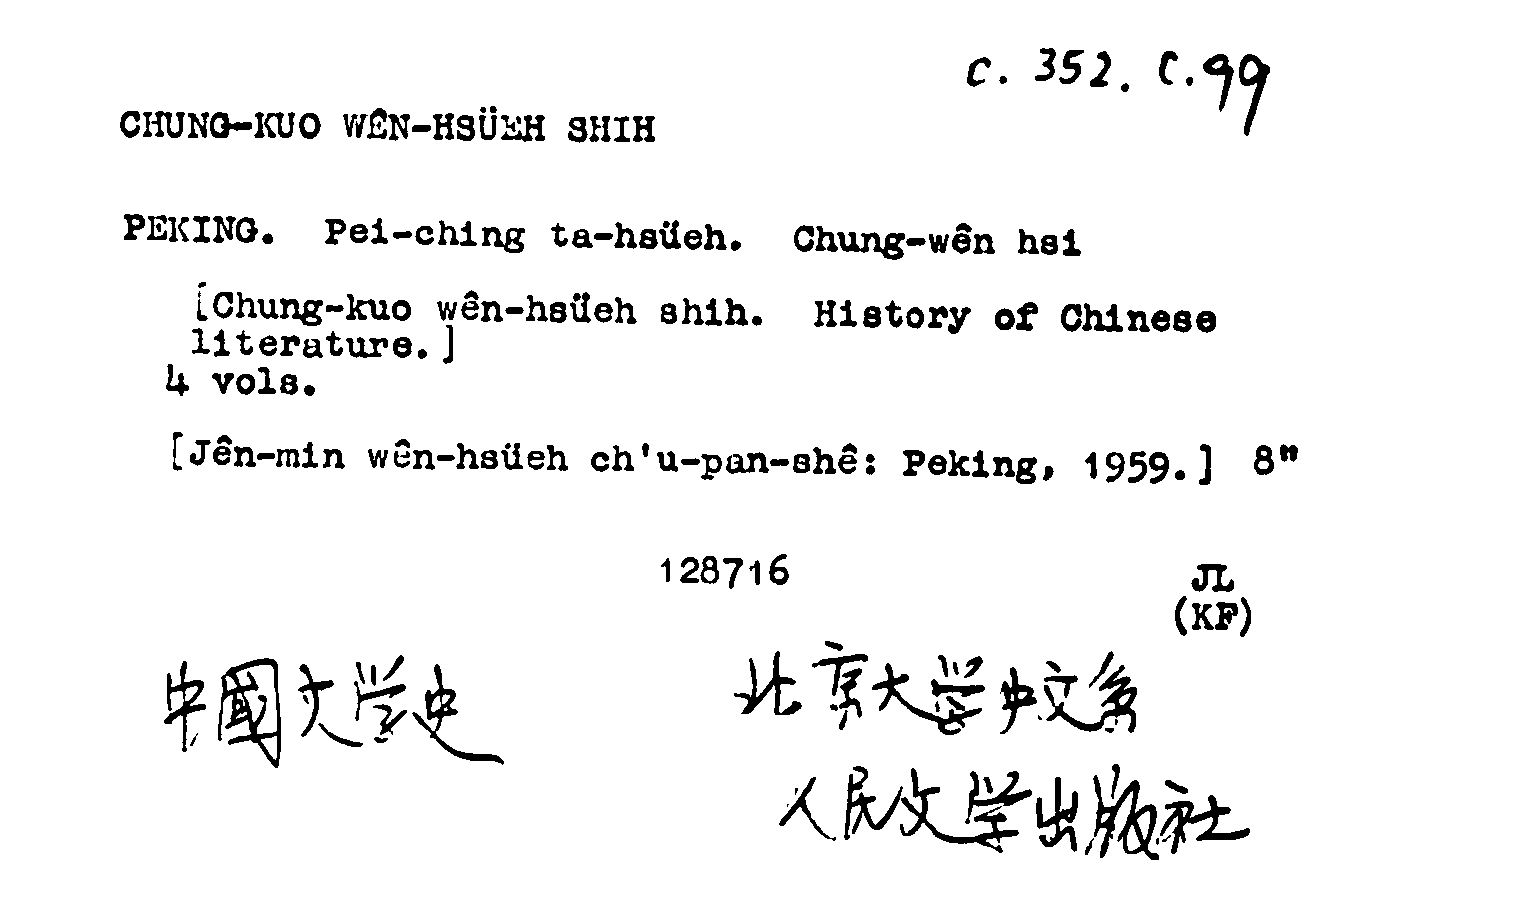 c. 352. c. 99
CHUNG-KUO WÊN-HSÜEH SHIH
PEKING. Pei-ching ta-hsüeh. Chung-wên hsi
[Chung-kuo wên-hsüeh shih. History of Chinese
literature.]
4 vols.
[Jên-min wên-hsüeh ch'u-pan-shê: Peking, 1959.] 8"
128716
JL
(KF)
中國文学史
北京大学中文系
人民文学出版社